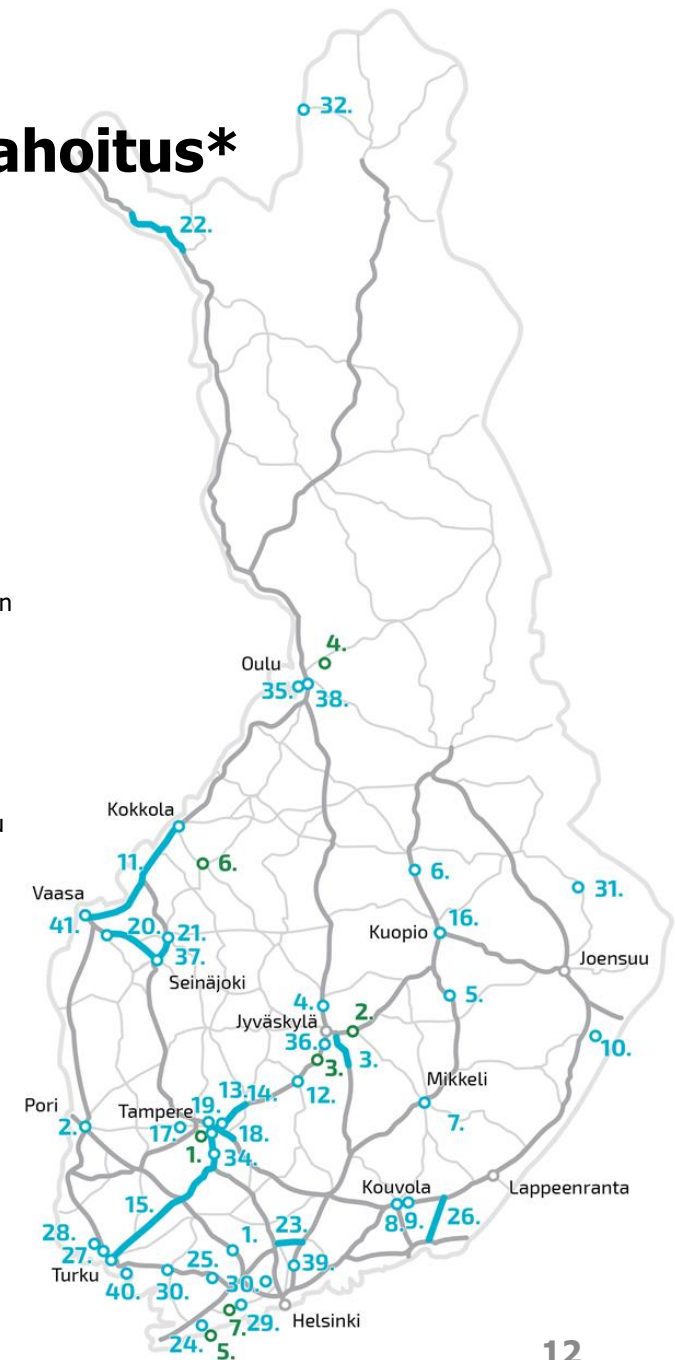 32.
ahoitus*
22.
n
4.
Oulu
35.
38.
Kokkola
u
11.
6.
6.
31.
Vaasa
41.
20.
21.
16.
Kuopio
37.
Joensuu
Seinäjoki
4.
5.
2.
Jyväskylä
36.
3.
3.
10.
12.
Mikkeli
7.
13.
14.
Pori
Tampere
19.
2.
17.
18.
1.
34.
Kouvola
Lappeenranta
15.
8.
9.
26.
28.
1.
23.
27.
25.
39.
Turku
40.
30.
30.
29.
Helsinki
7.
24.
5.
12